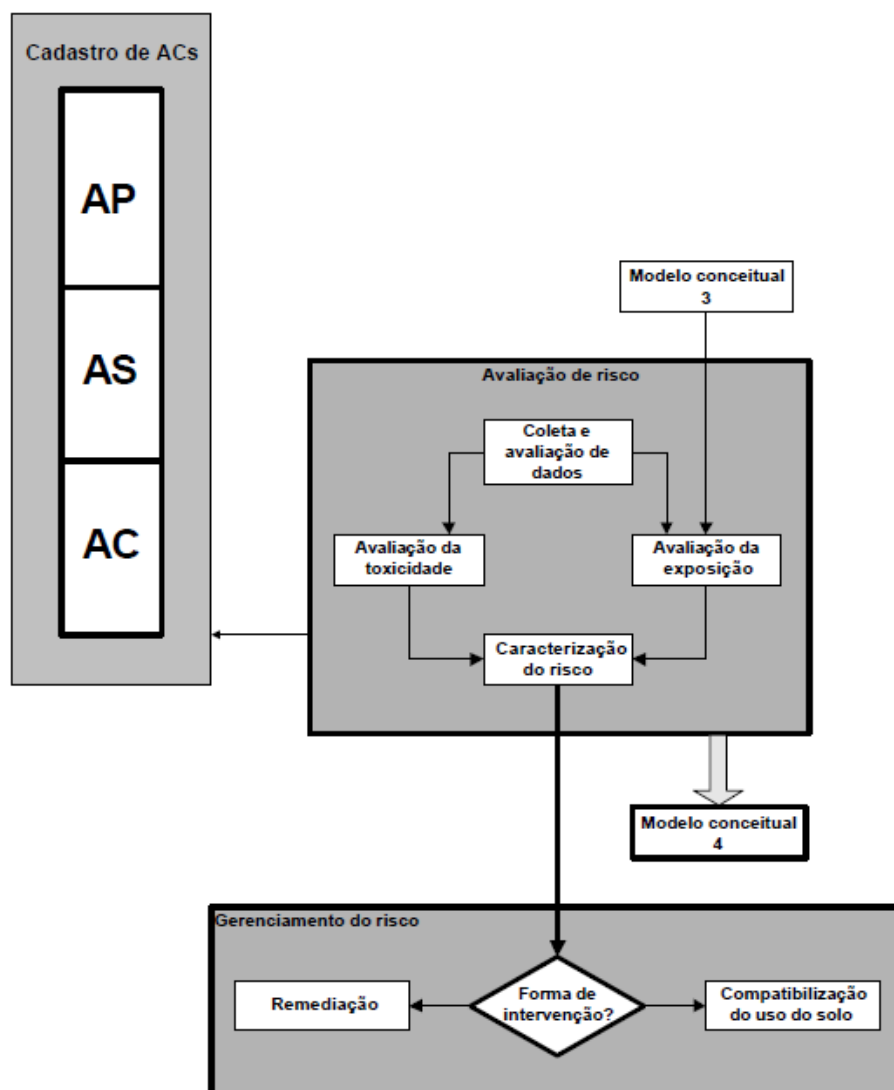 Cadastro de ACs
AP
AS
AC
Modelo conceitual
3
Avaliação de risco
Coleta e
avaliação de
dados
Avaliação da
toxicidade
Avaliação da
exposição
Caracterização
do risco
Modelo conceitual
4
Gerenciamento do risco
Remediação
Forma de
intervenção?
Compatibilização
do uso do solo